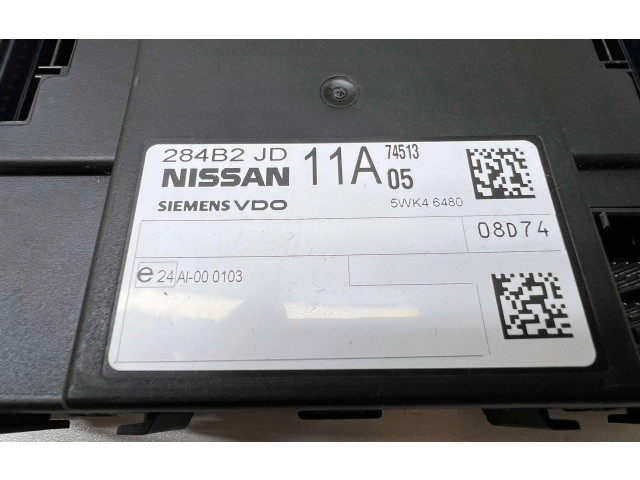 284B2 JD 11A 74513
NISSAN 05
SIEMENS VDO 5WK4 6480
08D74
e 24 AI-00 0103